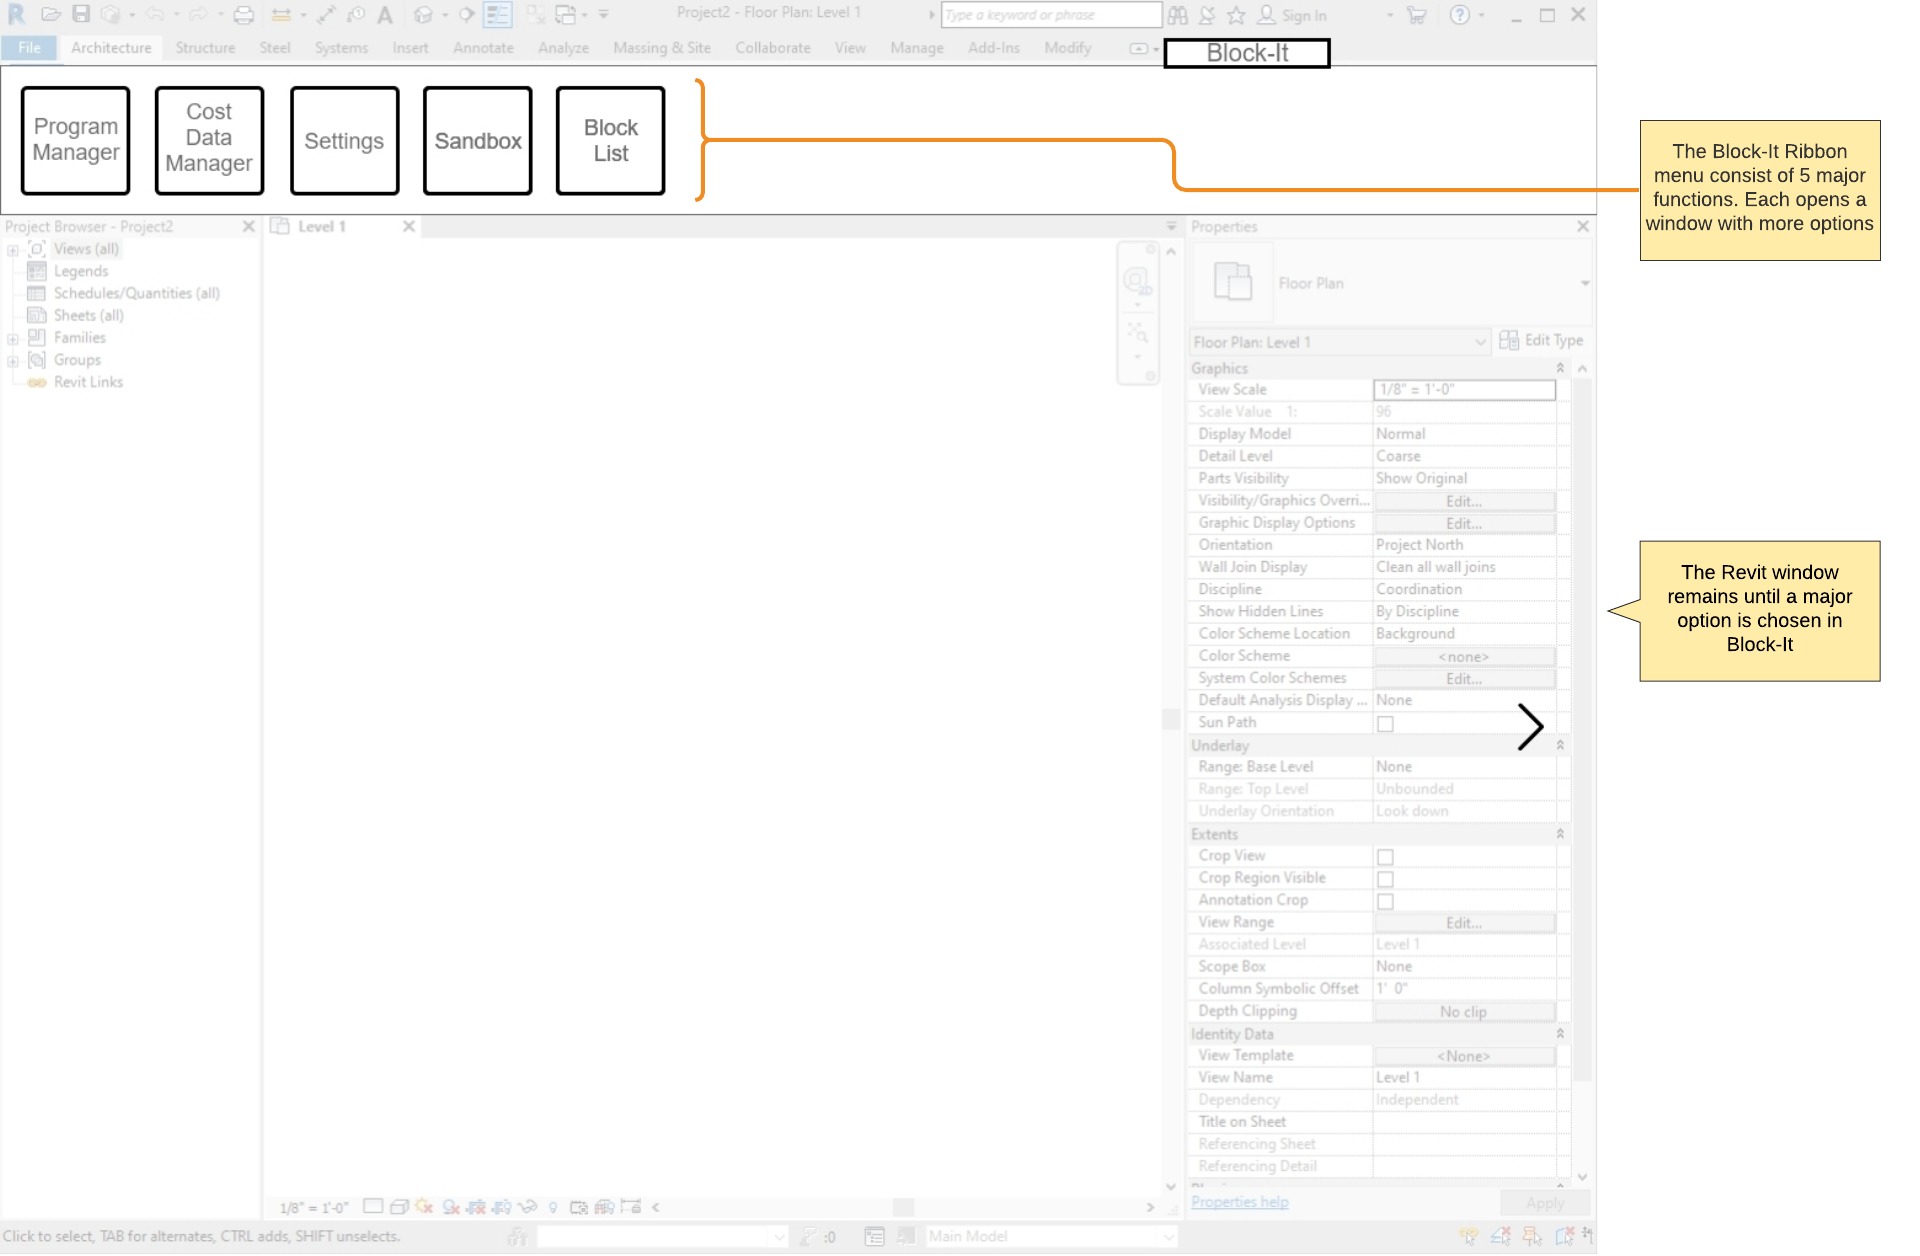 Project2 - Floor Plan: Level 1
Type a keyword or phrase
Sign In
File Architecture Structure Steel Systems Insert Annotate Analyze Massing & Site Collaborate View Manage Add-Ins Modify
Block-It
Program
Manager
Cost
Data
Manager
Settings
Sandbox
Block
List
The Block-It Ribbon
menu consist of 5 major
functions. Each opens a
window with more options
Project Browser - Project2
Views (all)
Legends
Schedules/Quantities (all)
Sheets (all)
Families
Groups
Revit Links
Level 1
2D
Properties
Floor Plan
Floor Plan: Level 1
Edit Type
Graphics
View Scale 1/8" = 1'-0"
Scale Value 1: 96
Display Model Normal
Detail Level Coarse
Parts Visibility Show Original
Visibility/Graphics Overri... Edit...
Graphic Display Options Edit...
Orientation Project North
Wall Join Display Clean all wall joins
Discipline Coordination
Show Hidden Lines By Discipline
Color Scheme Location Background
Color Scheme <none>
System Color Schemes Edit...
Default Analysis Display ... None
Sun Path
Underlay
Range: Base Level None
Range: Top Level Unbounded
Underlay Orientation Look down
Extents
Crop View
Crop Region Visible
Annotation Crop
View Range Edit...
Associated Level Level 1
Scope Box None
Column Symbolic Offset 1' 0"
Depth Clipping No clip
Identity Data
View Template <None>
View Name Level 1
Dependency Independent
Title on Sheet
Referencing Sheet
Referencing Detail
Properties help
Apply
The Revit window
remains until a major
option is chosen in
Block-It
1/8" = 1'-0"
Click to select, TAB for alternates, CTRL adds, SHIFT unselects.
:0
Main Model